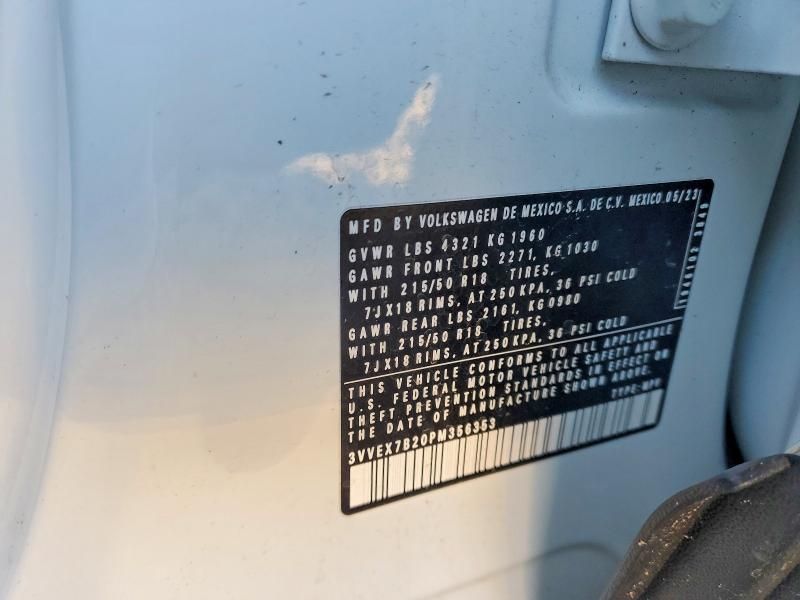 MFD BY VOLKSWAGEN DE MEXICO S.A. DE C.V. MEXICO 05/23
GVWR LBS 4321 KG 1960
GAWR FRONT LBS 2271, KG 1030
WITH 215/50 R18 TIRES,
7JX18 RIMS, AT 250 KPA, 36 PSI COLD
GAWR REAR LBS 2161, KG 0980
WITH 215/50 R18 TIRES,
7JX18 RIMS, AT 250 KPA, 36 PSI COLD
THIS VEHICLE CONFORMS TO ALL APPLICABLE
U.S. FEDERAL MOTOR VEHICLE SAFETY AND
THEFT PREVENTION STANDARDS IN EFFECT ON
THE DATE OF MANUFACTURE SHOWN ABOVE.
3VVEX7B20PM356353 TYPE: MPV